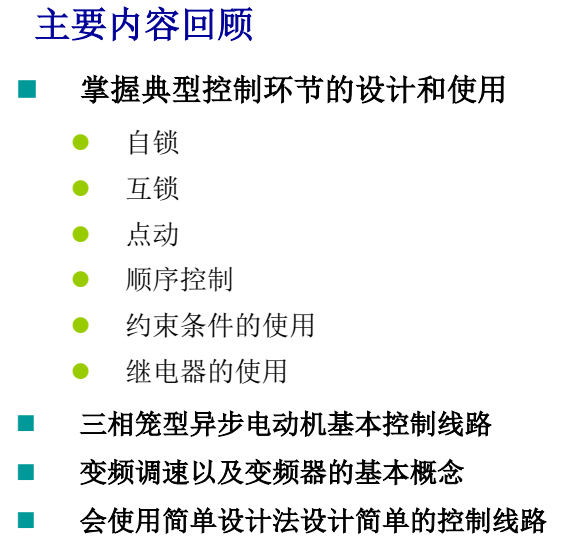 主要内容回顾
掌握典型控制环节的设计和使用
自锁
互锁
点动
顺序控制
约束条件的使用
继电器的使用
三相笼型异步电动机基本控制线路
变频调速以及变频器的基本概念
会使用简单设计法设计简单的控制线路